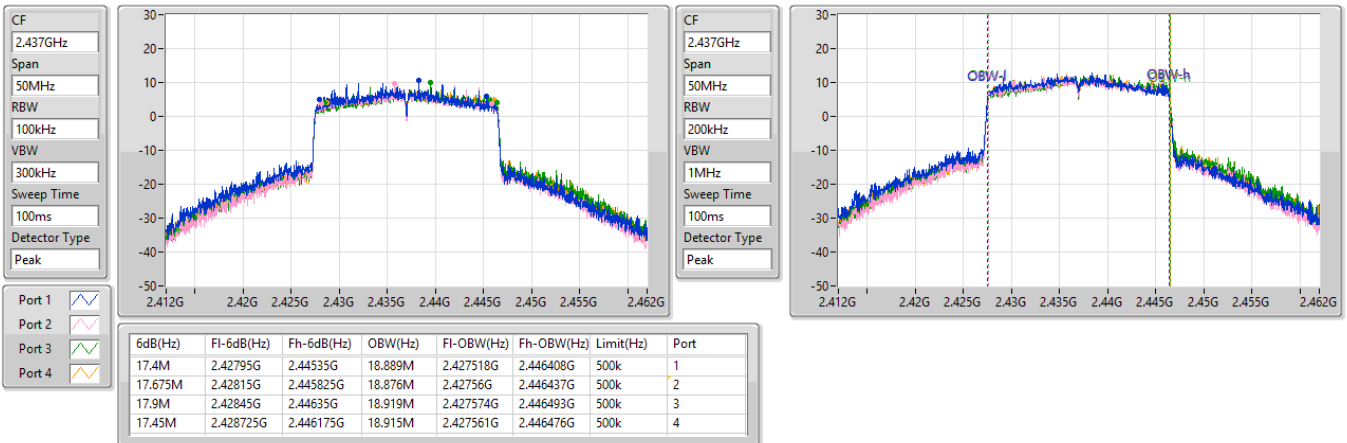 CF
2.437GHz
Span
50MHz
RBW
100kHz
VBW
300kHz
Sweep Time
100ms
Detector Type
Peak
30
20
10
0
-10
-20
-30
-40
-50
2.412G 2.42G 2.425G 2.43G 2.435G 2.44G 2.445G 2.45G 2.455G 2.462G
CF
2.437GHz
Span
50MHz
RBW
200kHz
VBW
1MHz
Sweep Time
100ms
Detector Type
Peak
30
20
10
0
-10
-20
-30
-40
-50
OBW-l OBW-h
2.412G 2.42G 2.425G 2.43G 2.435G 2.44G 2.445G 2.45G 2.455G 2.462G
Port 1
Port 2
Port 3
Port 4
6dB(Hz) Fl-6dB(Hz) Fh-6dB(Hz) OBW(Hz) Fl-OBW(Hz) Fh-OBW(Hz) Limit(Hz) Port
17.4M 2.42795G 2.44535G 18.889M 2.427518G 2.446408G 500k 1
17.675M 2.42815G 2.445825G 18.876M 2.42756G 2.446437G 500k 2
17.9M 2.42845G 2.44635G 18.919M 2.427574G 2.446493G 500k 3
17.45M 2.428725G 2.446175G 18.915M 2.427561G 2.446476G 500k 4